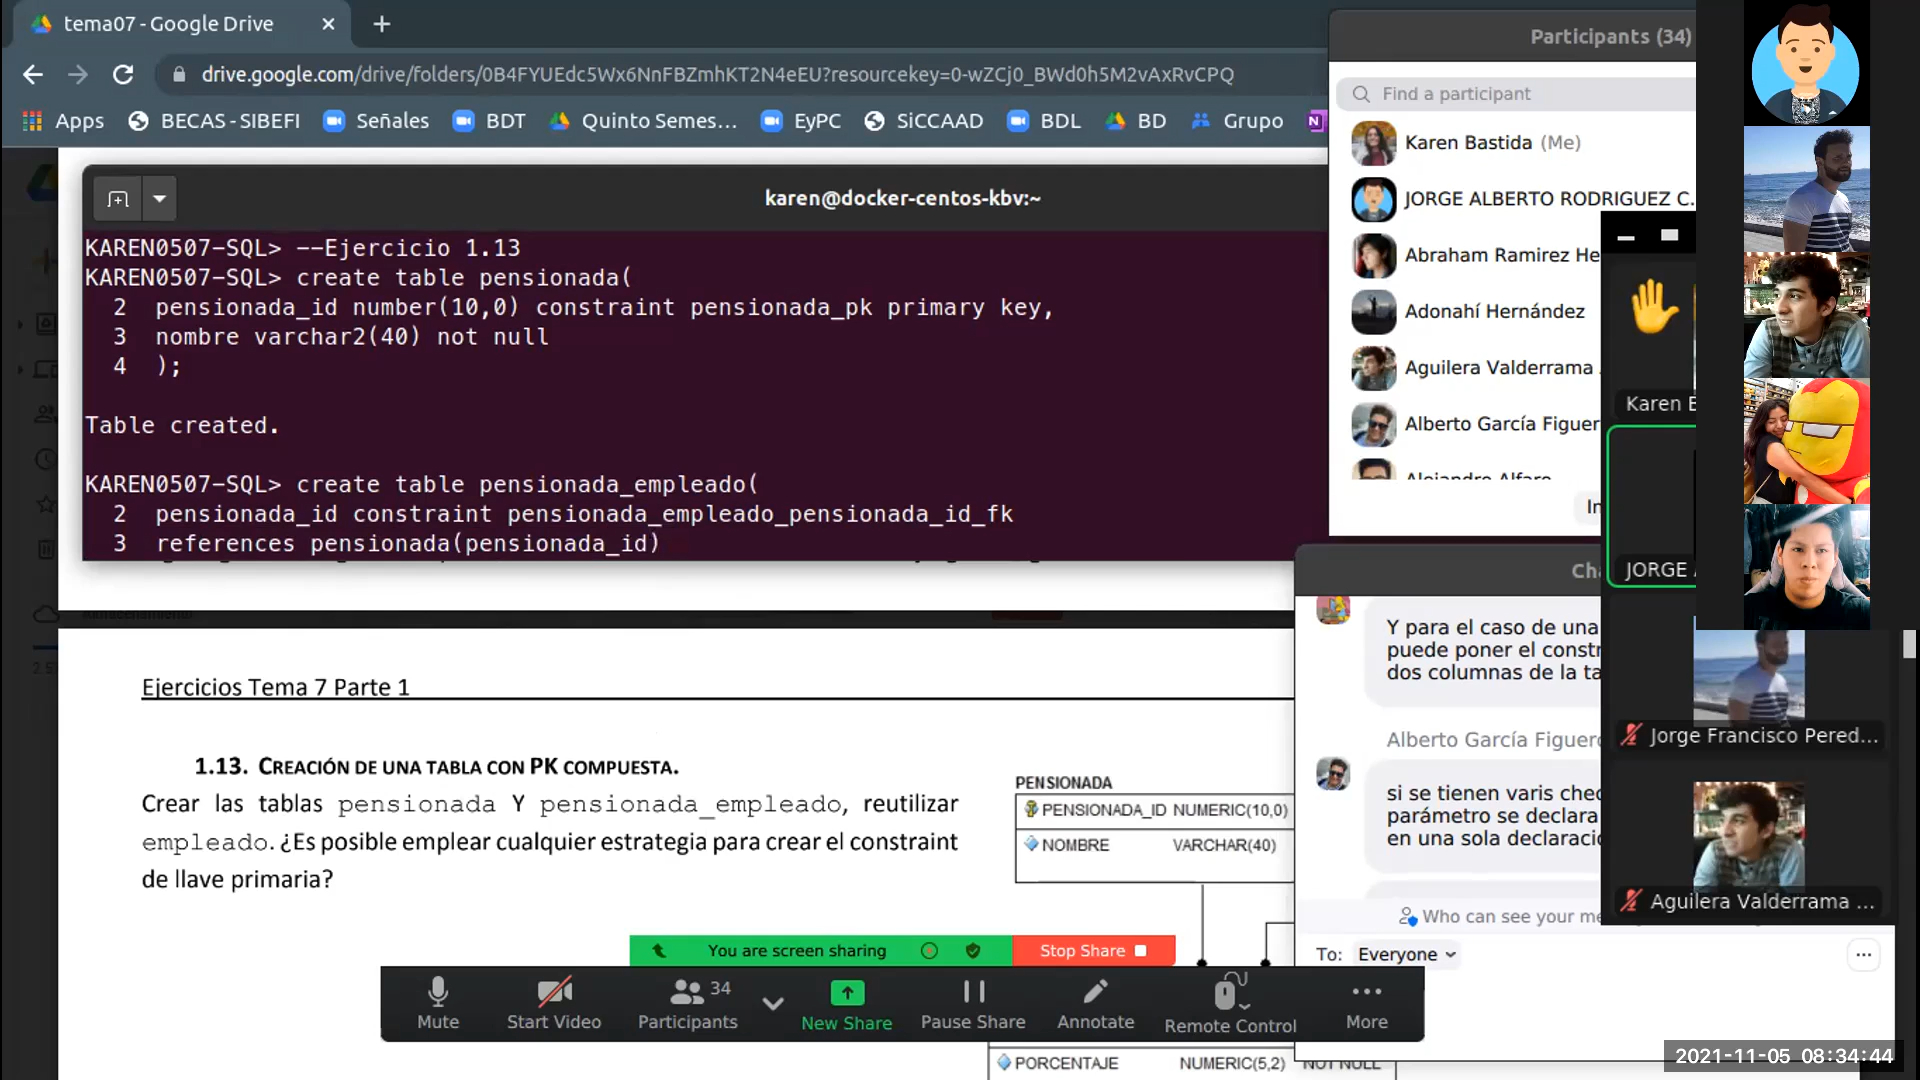 tema07 - Google Drive
drive.google.com/drive/folders/0B4FYUEdc5Wx6NnFBZmhKT2N4eEU?resourcekey=0-wZCj0_BWd0h5M2vAxRvCPQ
Apps
BECAS - SIBEFI
Señales
BDT
Quinto Semes...
EyPC
SiCCAAD
BDL
BD
Grupo
karen@docker-centos-kbv:~
KAREN0507-SQL> --Ejercicio 1.13
KAREN0507-SQL> create table pensionada(
2 pensionada_id number(10,0) constraint pensionada_pk primary key,
3 nombre varchar2(40) not null
4 );
Table created.
KAREN0507-SQL> create table pensionada_empleado(
2 pensionada_id constraint pensionada_empleado_pensionada_id_fk
3 references pensionada(pensionada_id)
Ejercicios Tema 7 Parte 1
1.13. CREACIÓN DE UNA TABLA CON PK COMPUESTA.
Crear las tablas pensionada Y pensionada_empleado, reutilizar
empleado. ¿Es posible emplear cualquier estrategia para crear el constraint
de llave primaria?
PENSIONADA
PENSIONADA_ID NUMERIC(10,0)
NOMBRE VARCHAR(40)
PORCENTAJE NUMERIC(5,2) NOT NULL
You are screen sharing
Stop Share
Mute
Start Video
Participants
34
New Share
Pause Share
Annotate
Remote Control
More
Participants (34)
Find a participant
Karen Bastida (Me)
JORGE ALBERTO RODRIGUEZ C.
Abraham Ramirez He
Adonahí Hernández
Aguilera Valderrama
Alberto García Figuer
Alejandro Alfaro
In
Cha
Y para el caso de una
puede poner el constr
dos columnas de la ta
Alberto García Figuero
si se tienen varis chec
parámetro se declara
en una sola declaració
Who can see your me
To: Everyone
Karen B
JORGE A
Jorge Francisco Pered...
Aguilera Valderrama ...
2021-11-05 08:34:44